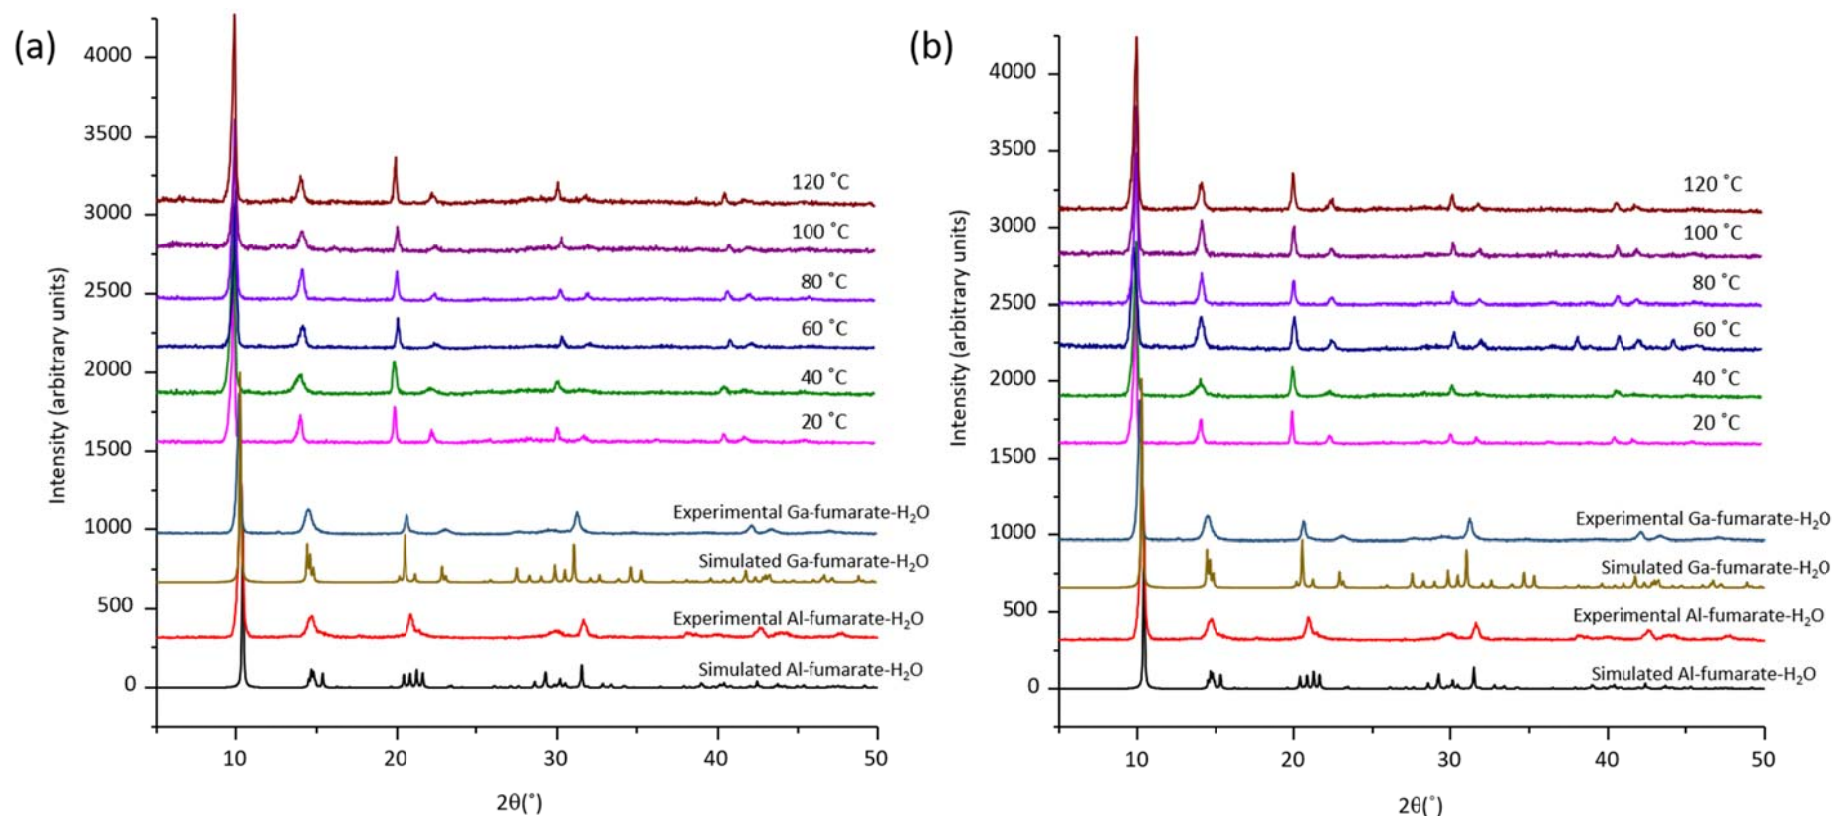 (a)
Intensity (arbitrary units)
4000
3500
3000
2500
2000
1500
1000
500
0
120 ˚C
100 ˚C
80 ˚C
60 ˚C
40 ˚C
20 ˚C
Experimental Ga-fumarate-H₂O
Simulated Ga-fumarate-H₂O
Experimental Al-fumarate-H₂O
Simulated Al-fumarate-H₂O
10 20 30 40 50
2θ(˚)
(b)
Intensity (arbitrary units)
4000
3500
3000
2500
2000
1500
1000
500
0
120 ˚C
100 ˚C
80 ˚C
60 ˚C
40 ˚C
20 ˚C
Experimental Ga-fumarate-H₂O
Simulated Ga-fumarate-H₂O
Experimental Al-fumarate-H₂O
Simulated Al-fumarate-H₂O
10 20 30 40 50
2θ(˚)